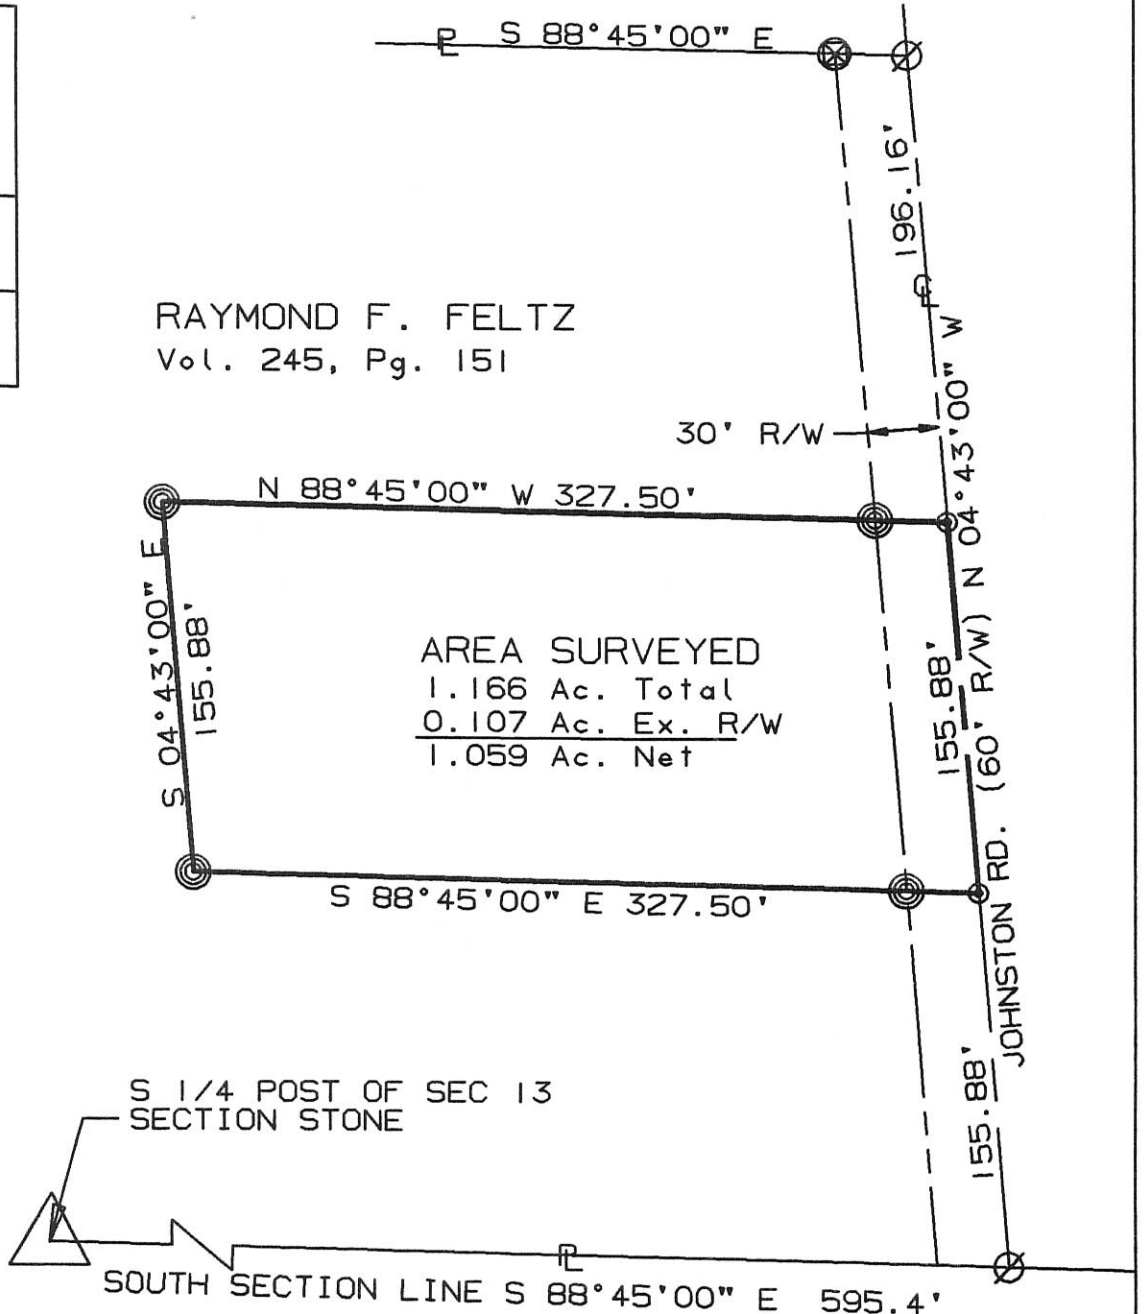 S 88°45'00" E
PL
196.16'
CL
RAYMOND F. FELTZ
Vol. 245, Pg. 151
30' R/W
N 04°43'00" W
N 88°45'00" W 327.50'
S 04°43'00" E
155.88'
AREA SURVEYED
1.166 Ac. Total
0.107 Ac. Ex. R/W
1.059 Ac. Net
155.88'
JOHNSTON RD. (60' R/W)
S 88°45'00" E 327.50'
155.88'
S 1/4 POST OF SEC 13
SECTION STONE
PL
SOUTH SECTION LINE S 88°45'00" E 595.4'